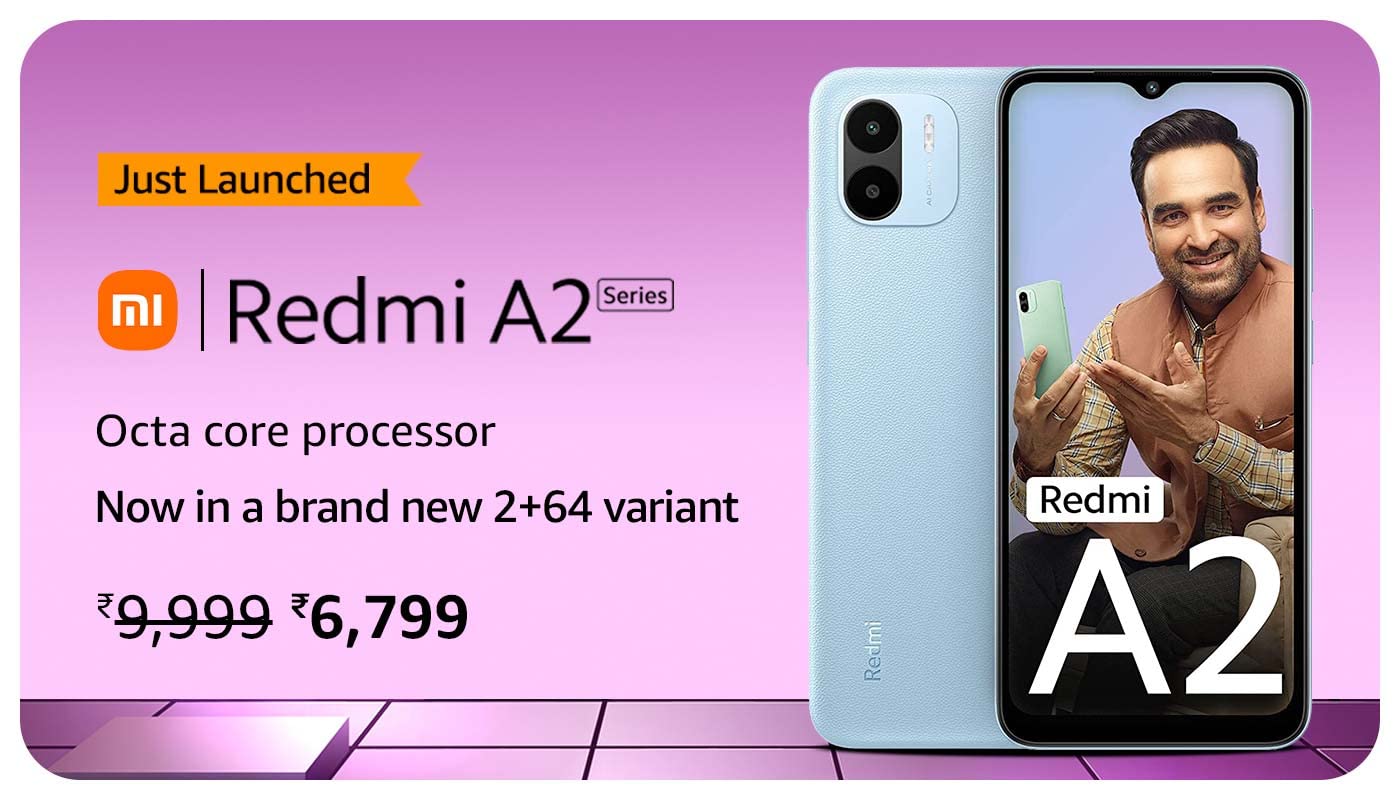 Just Launched
mi | Redmi A2 Series
Octa core processor
Now in a brand new 2+64 variant
₹9,999 ₹6,799
Redmi
Redmi
A2